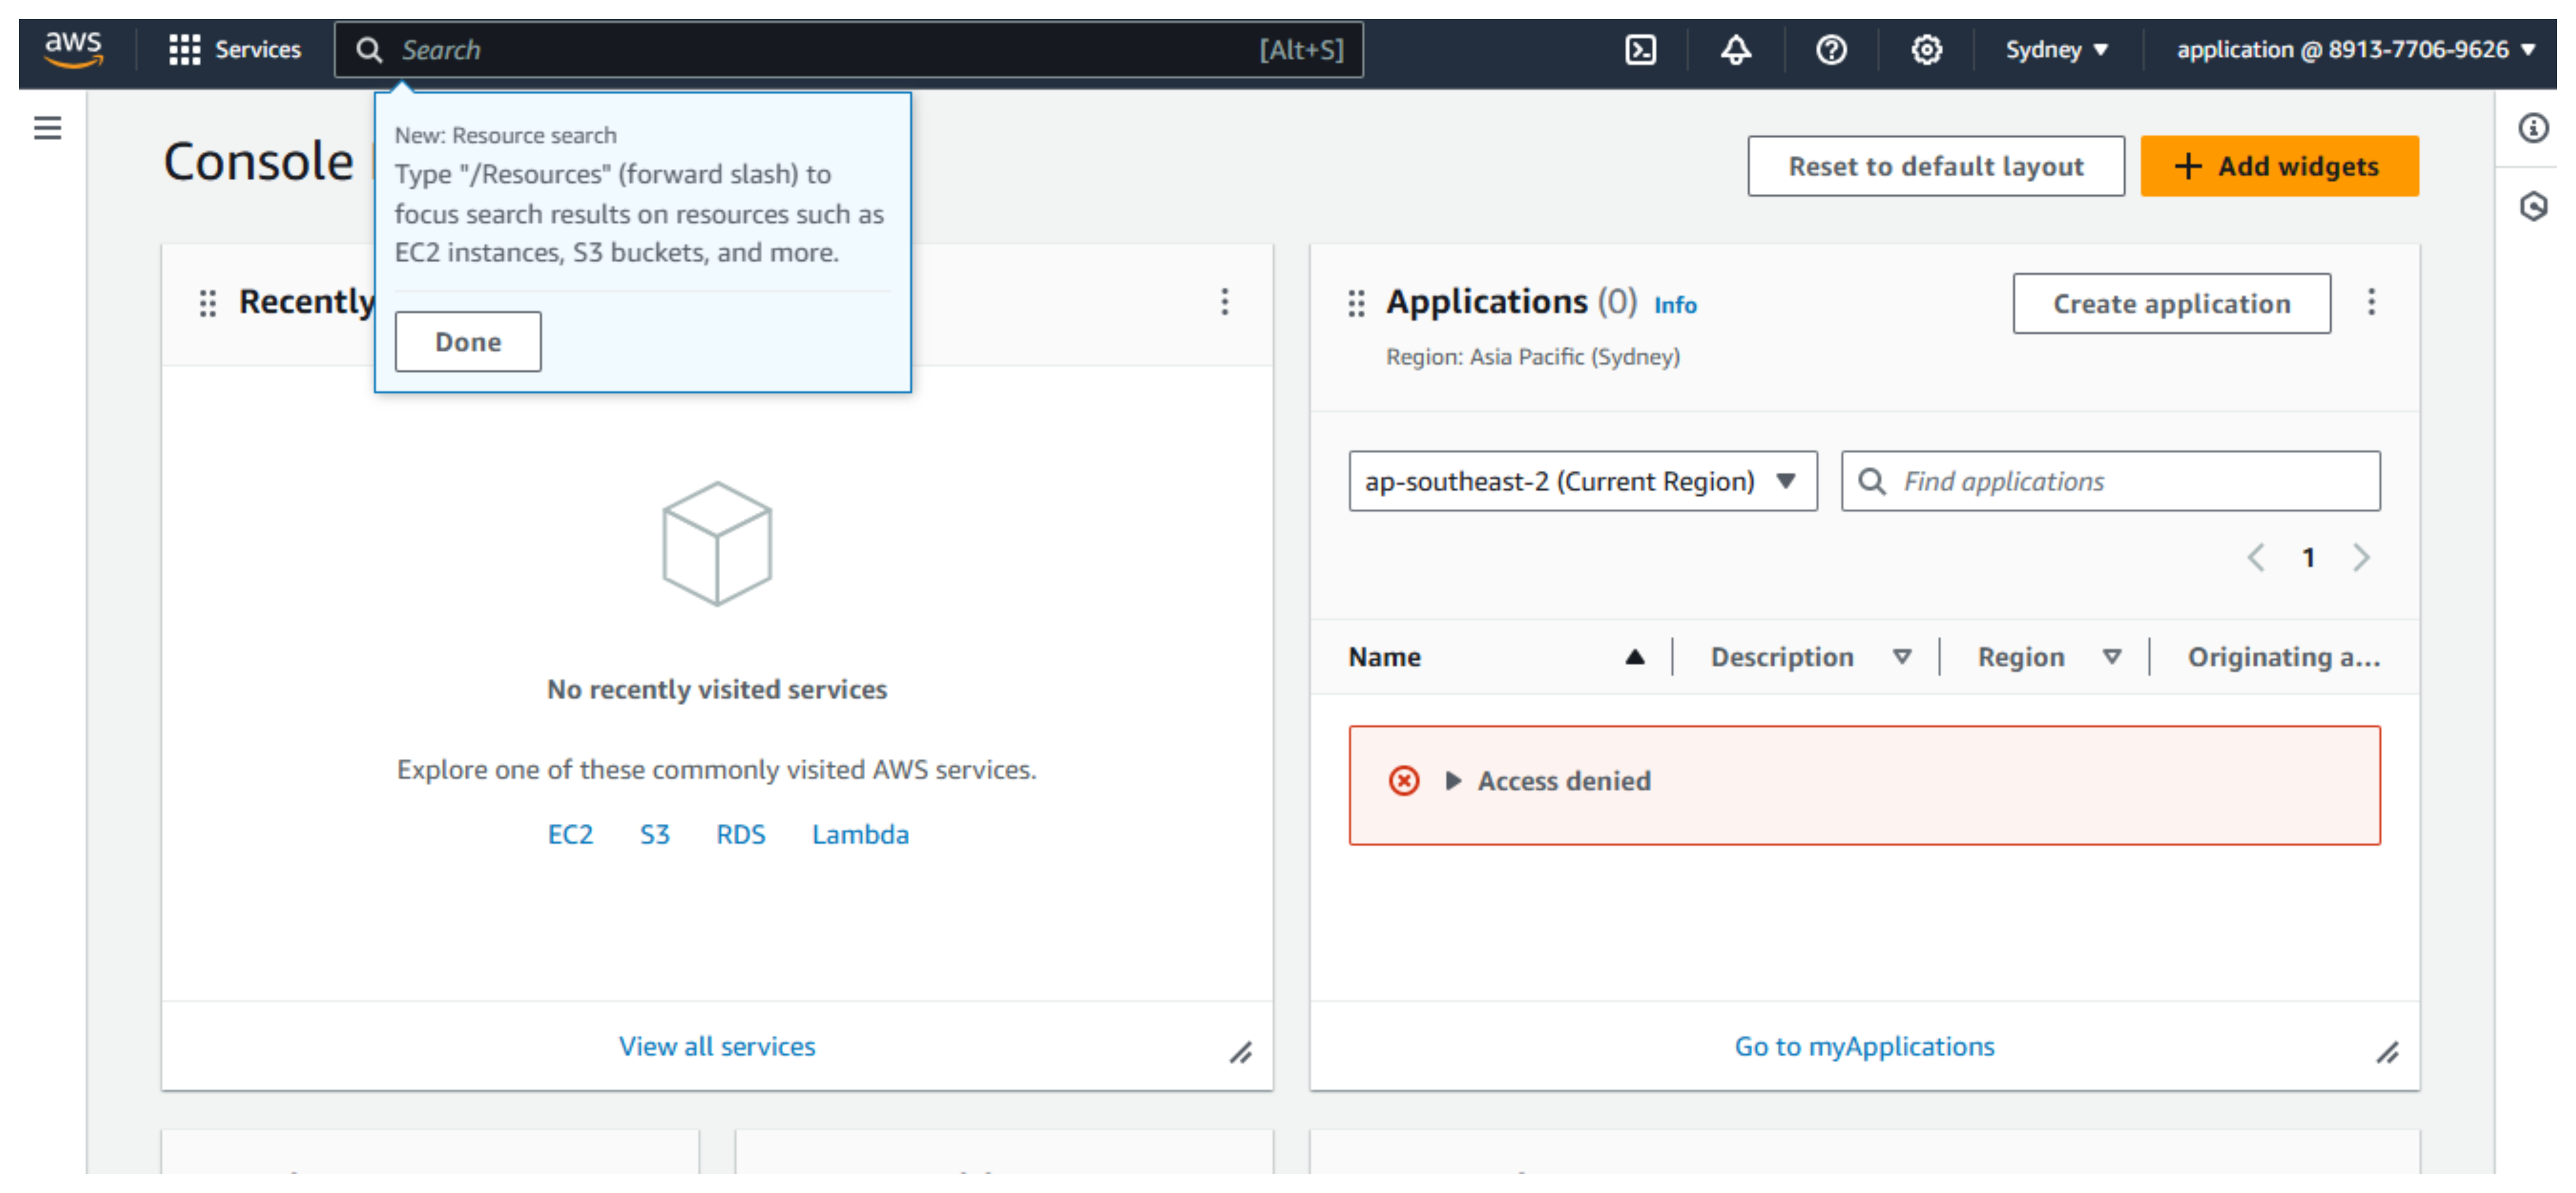 aws
Services
Search
[Alt+S]
Sydney
application @ 8913-7706-9626
Console
New: Resource search
Type "/Resources" (forward slash) to
focus search results on resources such as
EC2 instances, S3 buckets, and more.
Done
Reset to default layout
+ Add widgets
Recently
No recently visited services
Explore one of these commonly visited AWS services.
EC2 S3 RDS Lambda
View all services
Applications (0) Info
Region: Asia Pacific (Sydney)
Create application
ap-southeast-2 (Current Region)
Find applications
1
Name
Description
Region
Originating a...
Access denied
Go to myApplications